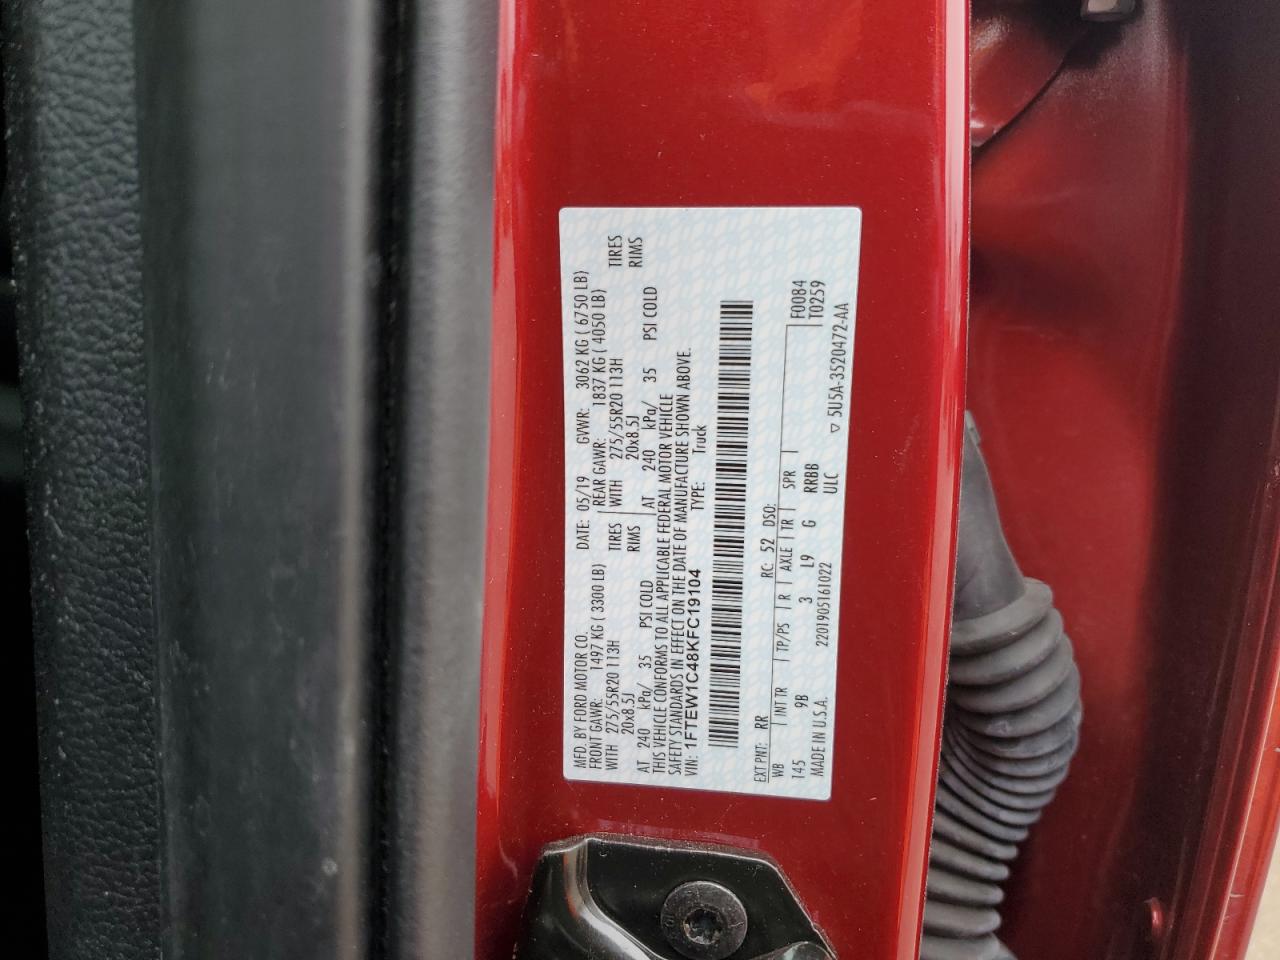 MFD. BY FORD MOTOR CO. DATE: 05/19 GVWR: 3062 KG ( 6750 LB)
FRONT GAWR: 1497 KG ( 3300 LB) REAR GAWR: 1837 KG ( 4050 LB)
WITH 275/55R20 113H TIRES WITH 275/55R20 113H TIRES
20x8.5J RIMS 20x8.5J RIMS
AT 240 kPa/ 35 PSI COLD AT 240 kPa/ 35 PSI COLD
THIS VEHICLE CONFORMS TO ALL APPLICABLE FEDERAL MOTOR VEHICLE
SAFETY STANDARDS IN EFFECT ON THE DATE OF MANUFACTURE SHOWN ABOVE.
VIN: 1FTEW1C48KFC19104 TYPE: Truck
EXT PNT: RR RC: 52 DSO:
WB INT TR TP/PS R AXLE TR SPR F0084
145 9B 3 L9 G RRBB T0259
MADE IN U.S.A. 2201905161022 ULC ▽ 5U5A-3520472-AA